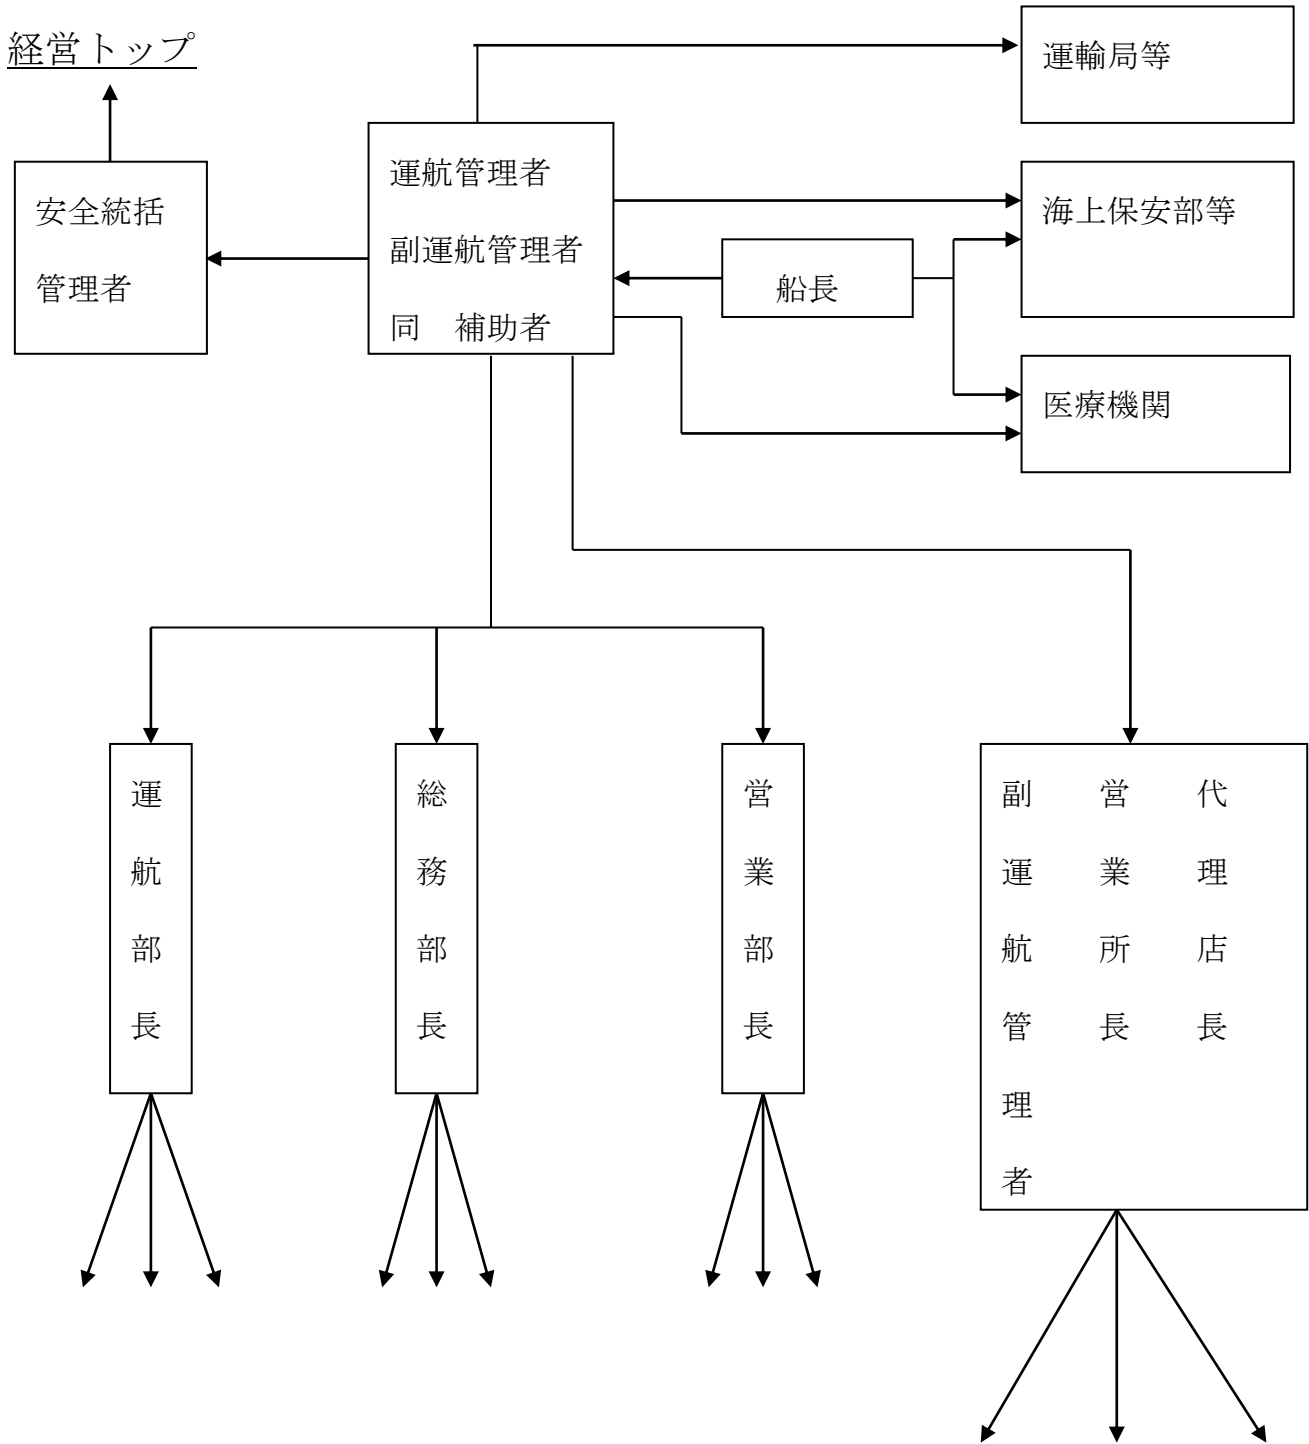 経営トップ
運輸局等
安全統括
管理者
運航管理者
副運航管理者
同　補助者
船長
海上保安部等
医療機関
運航部長
総務部長
営業部長
代理店長
営業所長
副運航管理者